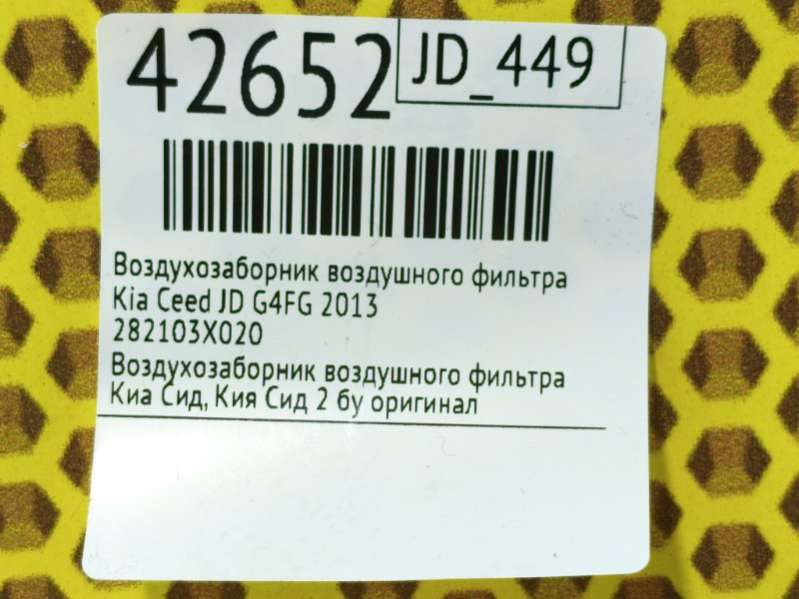 42652
JD_449
Воздухозаборник воздушного фильтра
Kia Ceed JD G4FG 2013
282103X020
Воздухозаборник воздушного фильтра
Киа Сид, Кия Сид 2 бу оригинал